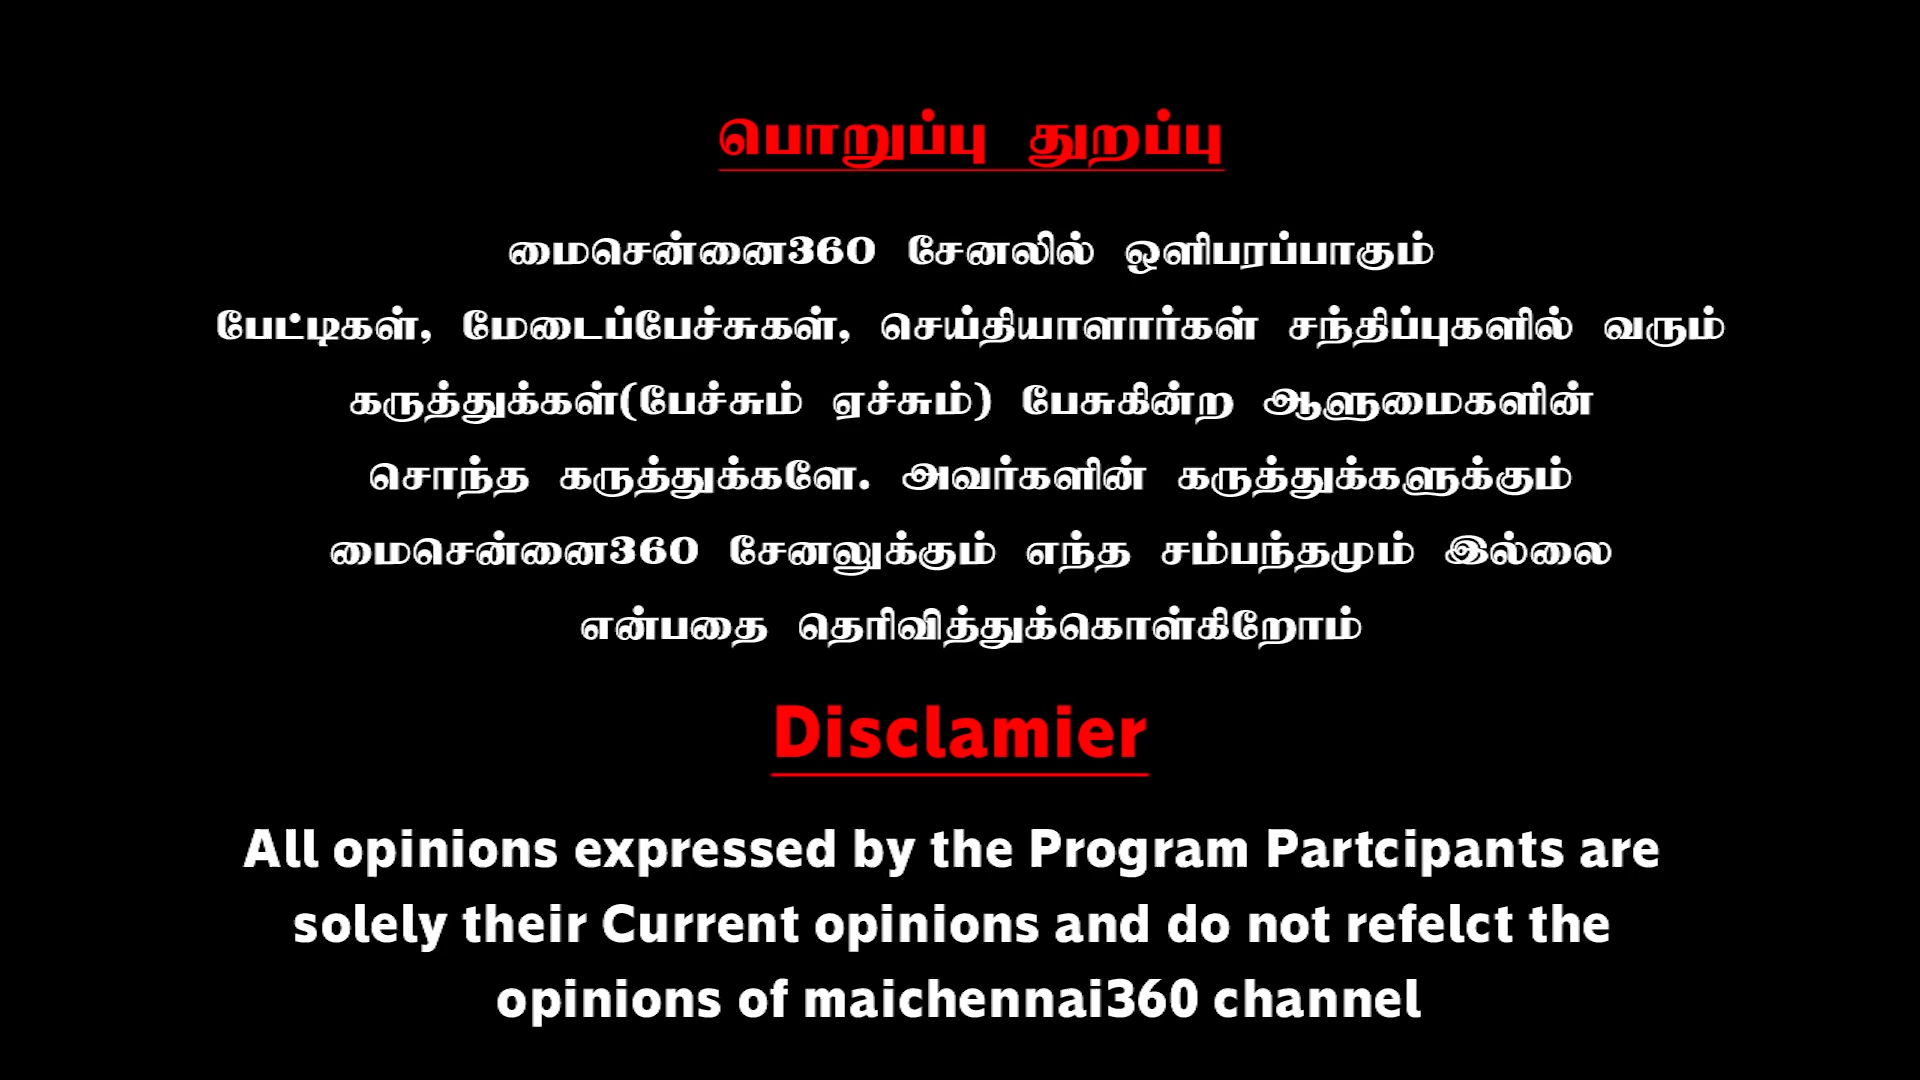 பொறுப்பு துறப்பு
மைசென்னை360 சேனலில் ஒளிபரப்பாகும்
பேட்டிகள், மேடைப்பேச்சுகள், செய்தியாளார்கள் சந்திப்புகளில் வரும்
கருத்துக்கள்(பேச்சும் ஏச்சும்) பேசுகின்ற ஆளுமைகளின்
சொந்த கருத்துக்களே. அவர்களின் கருத்துக்களுக்கும்
மைசென்னை360 சேனலுக்கும் எந்த சம்பந்தமும் இல்லை
என்பதை தெரிவித்துக்கொள்கிறோம்
Disclamier
All opinions expressed by the Program Partcipants are
solely their Current opinions and do not refelct the
opinions of maichennai360 channel